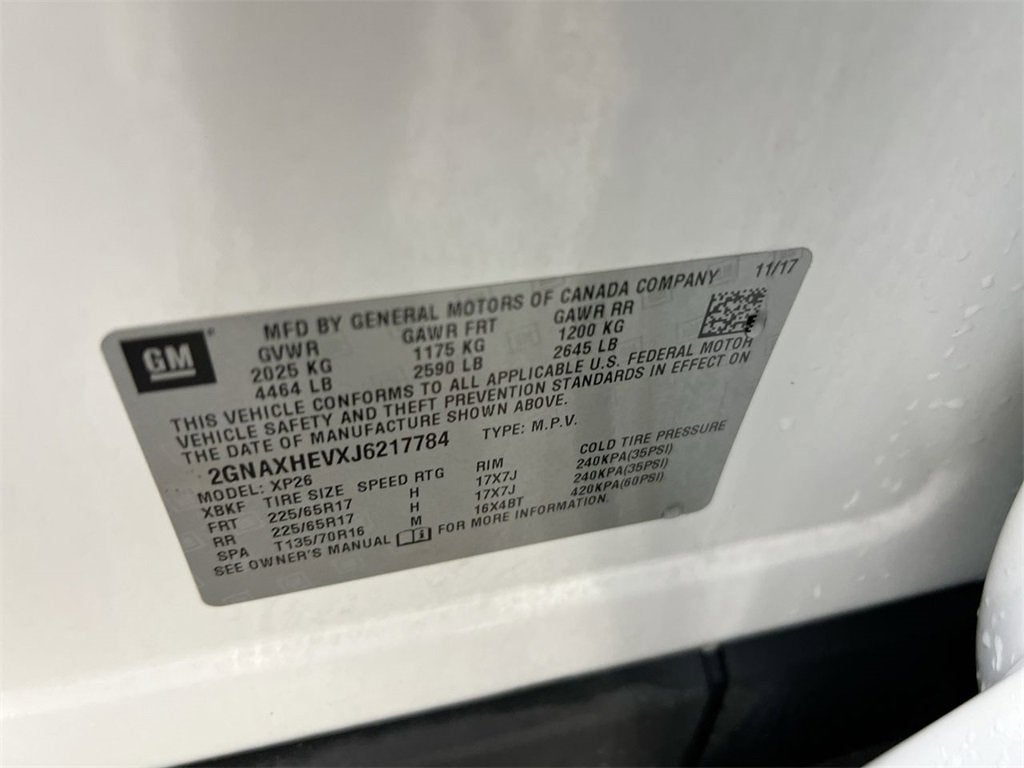 GM ®
MFD BY GENERAL MOTORS OF CANADA COMPANY 11/17
GVWR GAWR FRT GAWR RR
2025 KG 1175 KG 1200 KG
4464 LB 2590 LB 2645 LB
THIS VEHICLE CONFORMS TO ALL APPLICABLE U.S. FEDERAL MOTOR
VEHICLE SAFETY AND THEFT PREVENTION STANDARDS IN EFFECT ON
THE DATE OF MANUFACTURE SHOWN ABOVE.
2GNAXHEVXJ6217784 TYPE: M.P.V.
MODEL: XP26
XBKF TIRE SIZE SPEED RTG RIM COLD TIRE PRESSURE
FRT 225/65R17 H 17X7J 240KPA(35PSI)
RR 225/65R17 H 17X7J 240KPA(35PSI)
SPA T135/70R16 M 16X4BT 420KPA(60PSI)
SEE OWNER'S MANUAL FOR MORE INFORMATION.